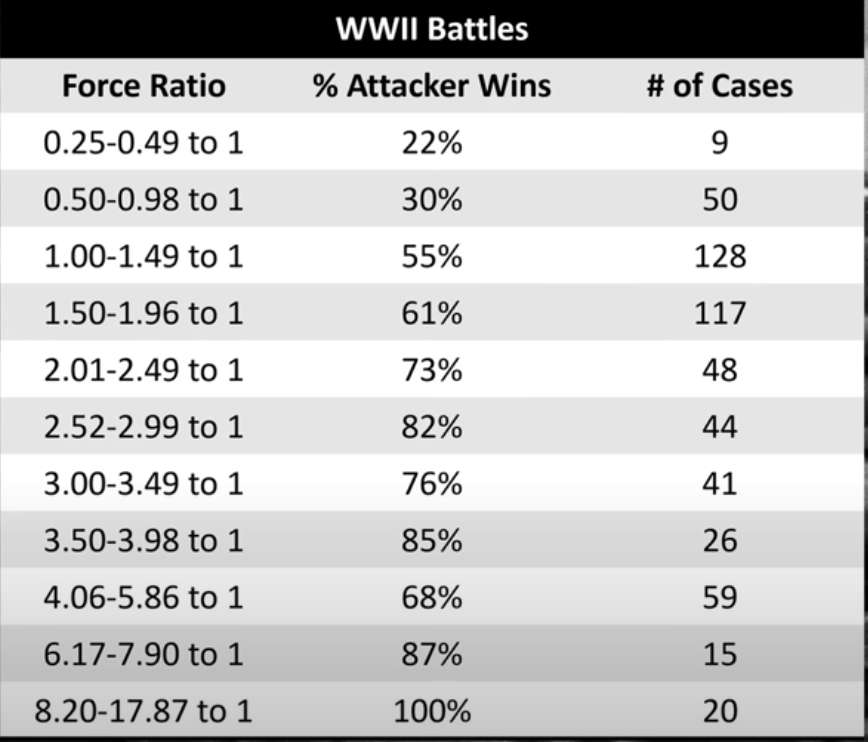 WWII Battles
Force Ratio % Attacker Wins # of Cases
0.25-0.49 to 1 22% 9
0.50-0.98 to 1 30% 50
1.00-1.49 to 1 55% 128
1.50-1.96 to 1 61% 117
2.01-2.49 to 1 73% 48
2.52-2.99 to 1 82% 44
3.00-3.49 to 1 76% 41
3.50-3.98 to 1 85% 26
4.06-5.86 to 1 68% 59
6.17-7.90 to 1 87% 15
8.20-17.87 to 1 100% 20